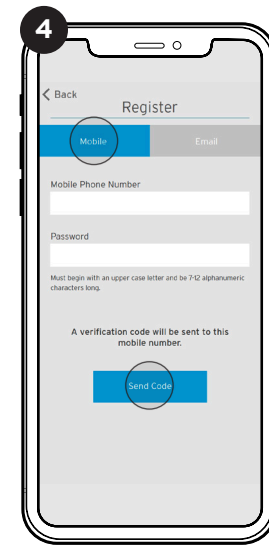 4
Back
Register
Mobile
Email
Mobile Phone Number
Password
Must begin with an upper case letter and be 7-12 alphanumeric
characters long.
A verification code will be sent to this
mobile number.
Send Code